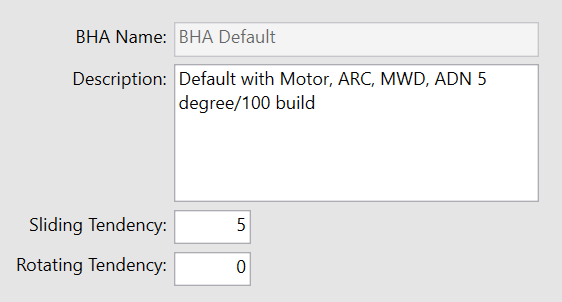 BHA Name: BHA Default
Description: Default with Motor, ARC, MWD, ADN 5
degree/100 build
Sliding Tendency: 5
Rotating Tendency: 0